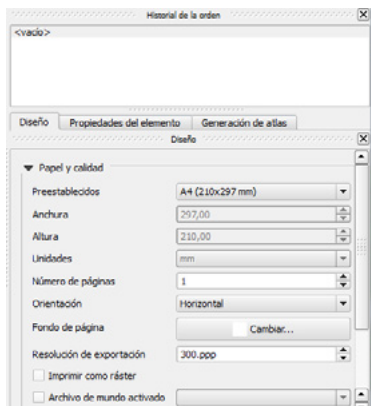 Historial de la orden
<vacío>
Diseño Propiedades del elemento Generación de atlas
Diseño
Papel y calidad
Preestablecidos A4 (210x297 mm)
Anchura 297,00
Altura 210,00
Unidades mm
Número de páginas 1
Orientación Horizontal
Fondo de página Cambiar...
Resolución de exportación 300.ppp
Imprimir como ráster
Archivo de mundo activado